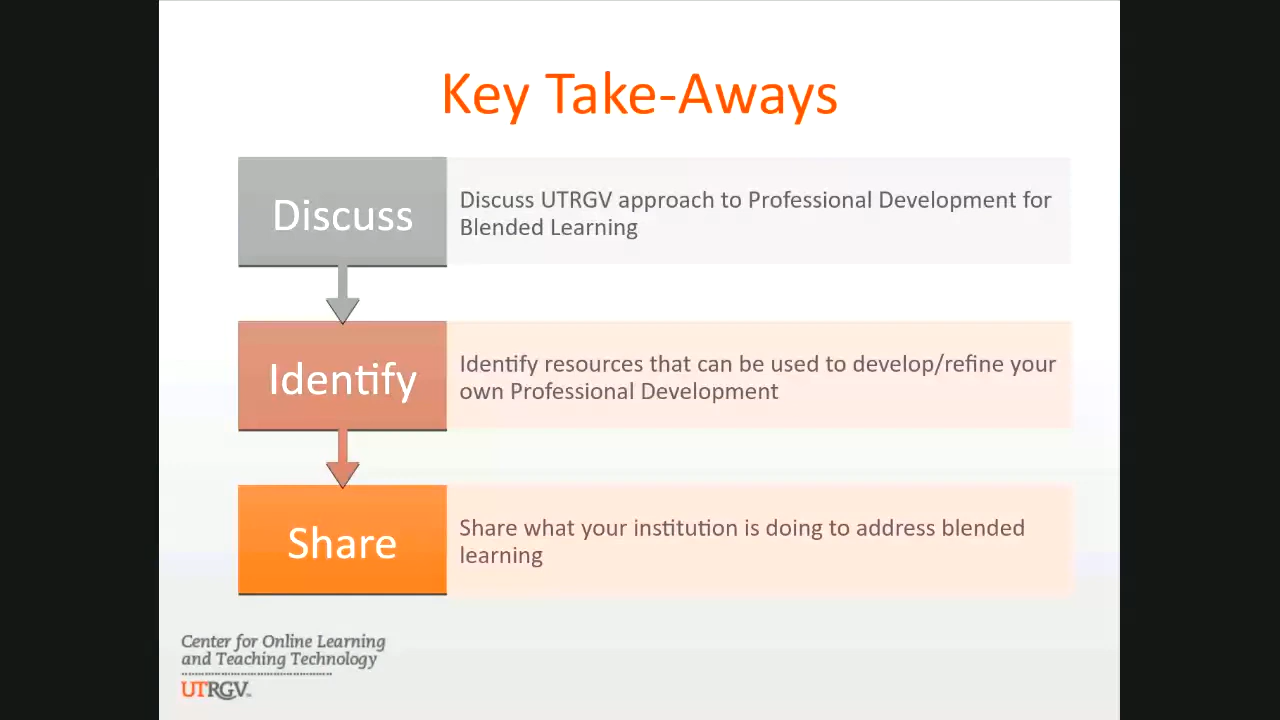 Key Take-Aways
Discuss
Discuss UTRGV approach to Professional Development for
Blended Learning
Identify
Identify resources that can be used to develop/refine your
own Professional Development
Share
Share what your institution is doing to address blended
learning
Center for Online Learning
and Teaching Technology
UTRGV